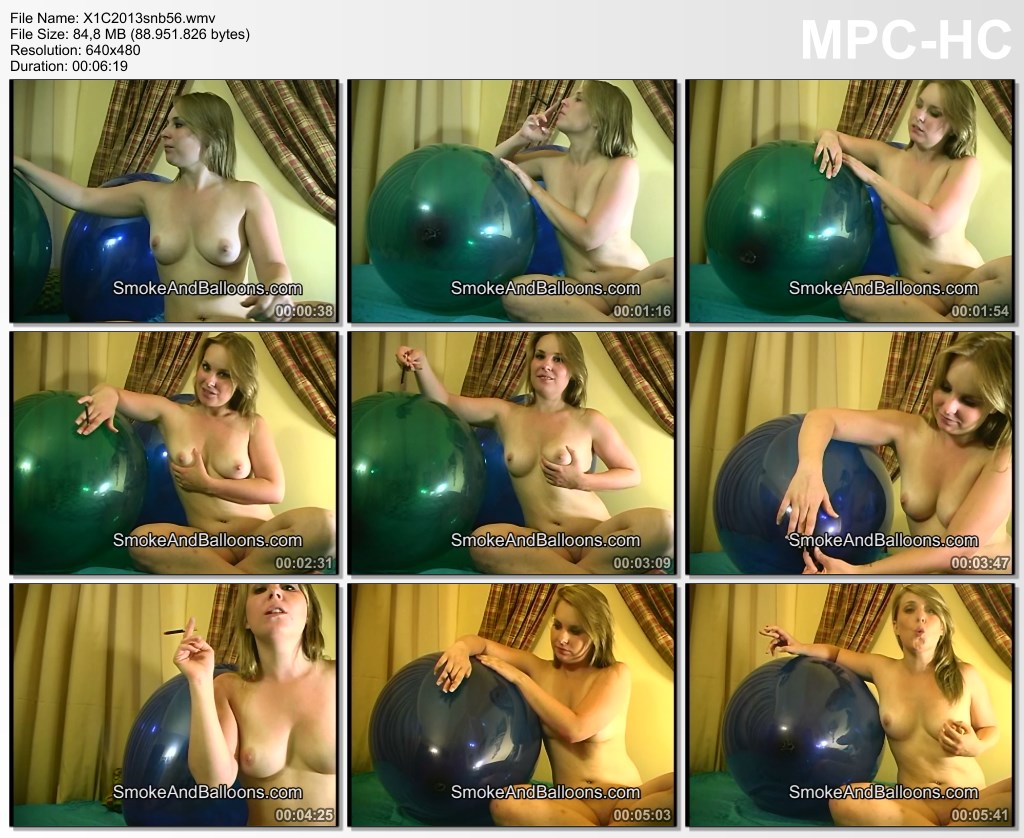 File Name: X1C2013snb56.wmv
File Size: 84,8 MB (88.951.826 bytes)
Resolution: 640x480
Duration: 00:06:19
MPC-HC
SmokeAndBalloons.com
00:00:38
SmokeAndBalloons.com
00:01:16
SmokeAndBalloons.com
00:01:54
SmokeAndBalloons.com
00:02:31
SmokeAndBalloons.com
00:03:09
SmokeAndBalloons.com
00:03:47
SmokeAndBalloons.com
00:04:25
SmokeAndBalloons.com
00:05:03
SmokeAndBalloons.com
00:05:41